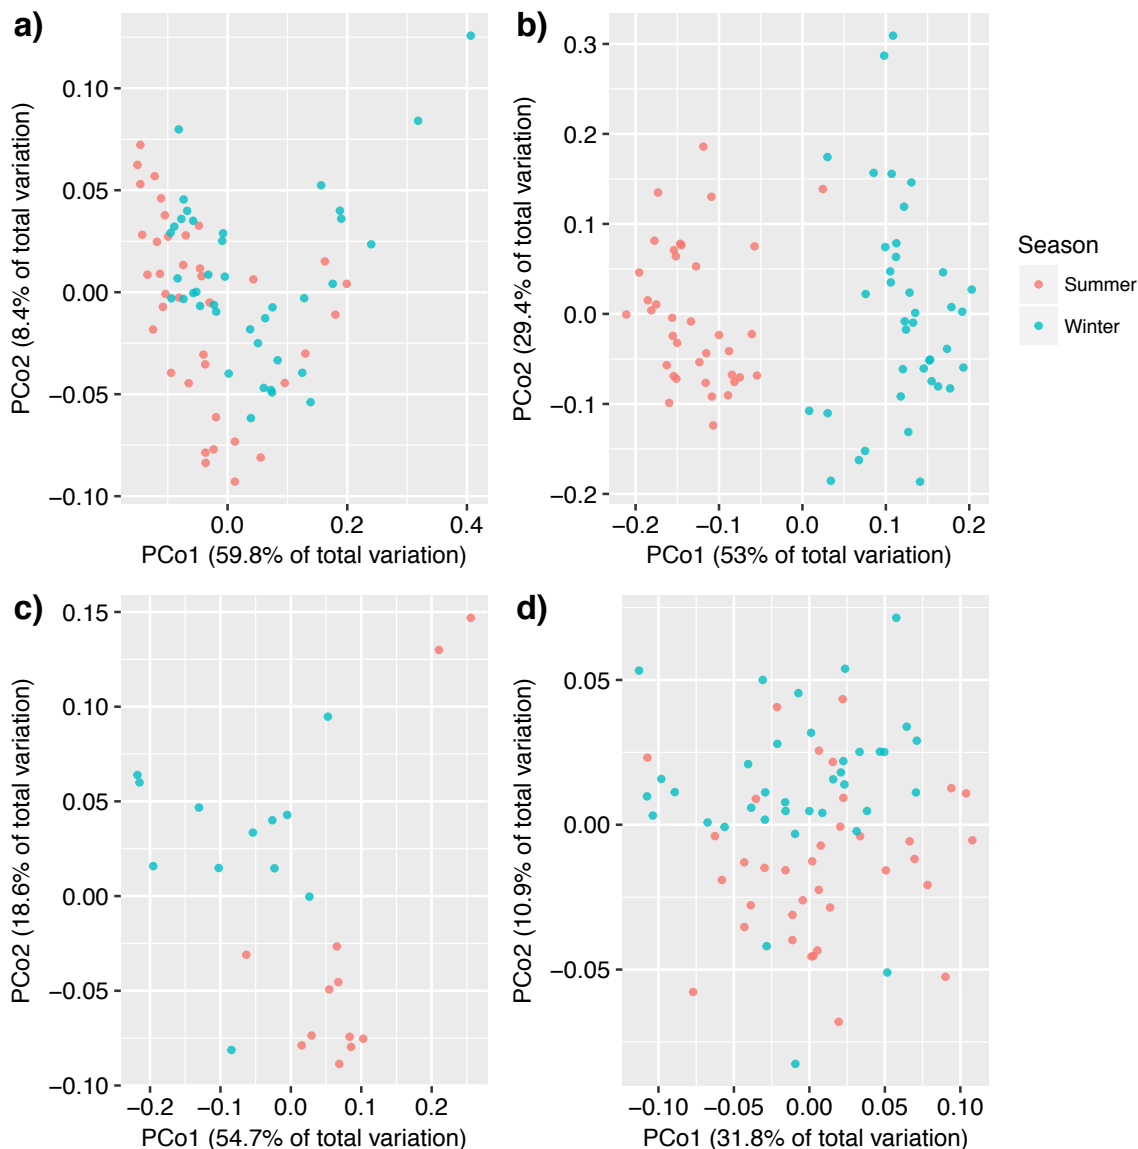 a)
0.10
0.05
0.00
−0.05
−0.10
PCo2 (8.4% of total variation)
0.0 0.2 0.4
PCo1 (59.8% of total variation)
b)
0.3
0.2
0.1
0.0
−0.1
−0.2
PCo2 (29.4% of total variation)
−0.2 −0.1 0.0 0.1 0.2
PCo1 (53% of total variation)
Season
Summer
Winter
c)
0.15
0.10
0.05
0.00
−0.05
−0.10
PCo2 (18.6% of total variation)
−0.2 −0.1 0.0 0.1 0.2
PCo1 (54.7% of total variation)
d)
0.05
0.00
−0.05
PCo2 (10.9% of total variation)
−0.10 −0.05 0.00 0.05 0.10
PCo1 (31.8% of total variation)